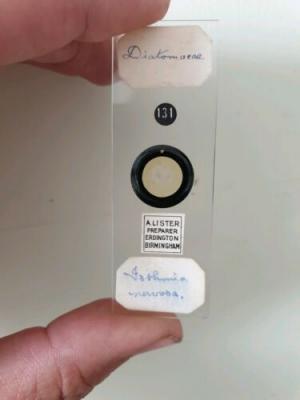 Diatomaceae
131
A. LISTER
PREPARER
ERDINGTON
BIRMINGHAM
Isthmia
nervosa.